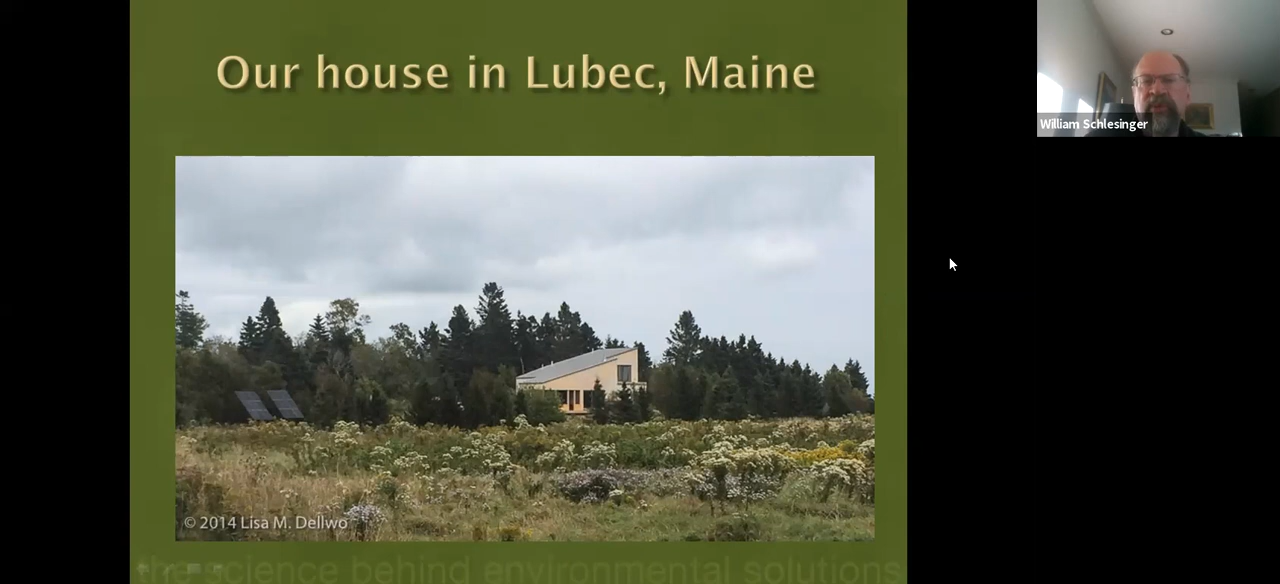 Our house in Lubec, Maine
William Schlesinger
© 2014 Lisa M. Dellwo
the science behind environmental solutions